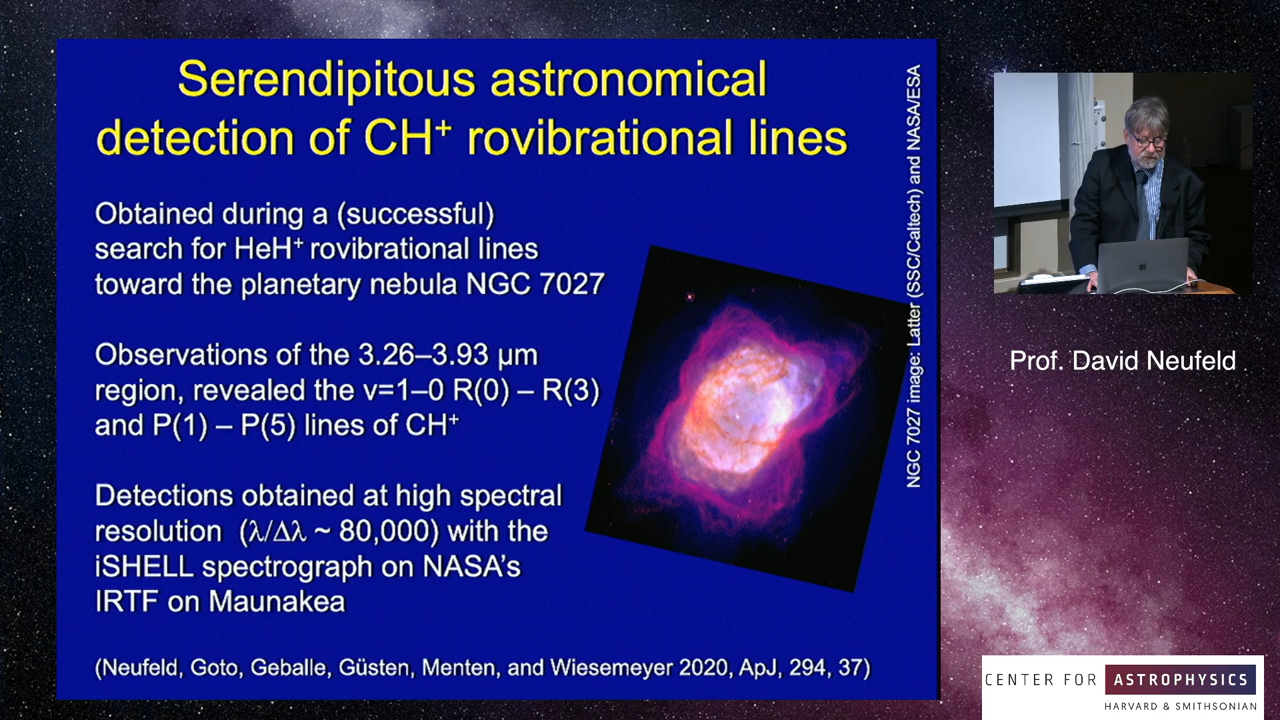 Serendipitous astronomical
detection of CH⁺ rovibrational lines
Obtained during a (successful)
search for HeH⁺ rovibrational lines
toward the planetary nebula NGC 7027
Observations of the 3.26–3.93 μm
region, revealed the v=1–0 R(0) – R(3)
and P(1) – P(5) lines of CH⁺
Detections obtained at high spectral
resolution (λ/Δλ ~ 80,000) with the
iSHELL spectrograph on NASA's
IRTF on Maunakea
(Neufeld, Goto, Geballe, Güsten, Menten, and Wiesemeyer 2020, ApJ, 294, 37)
NGC 7027 image: Latter (SSC/Caltech) and NASA/ESA
Prof. David Neufeld
CENTER FOR ASTROPHYSICS
HARVARD & SMITHSONIAN